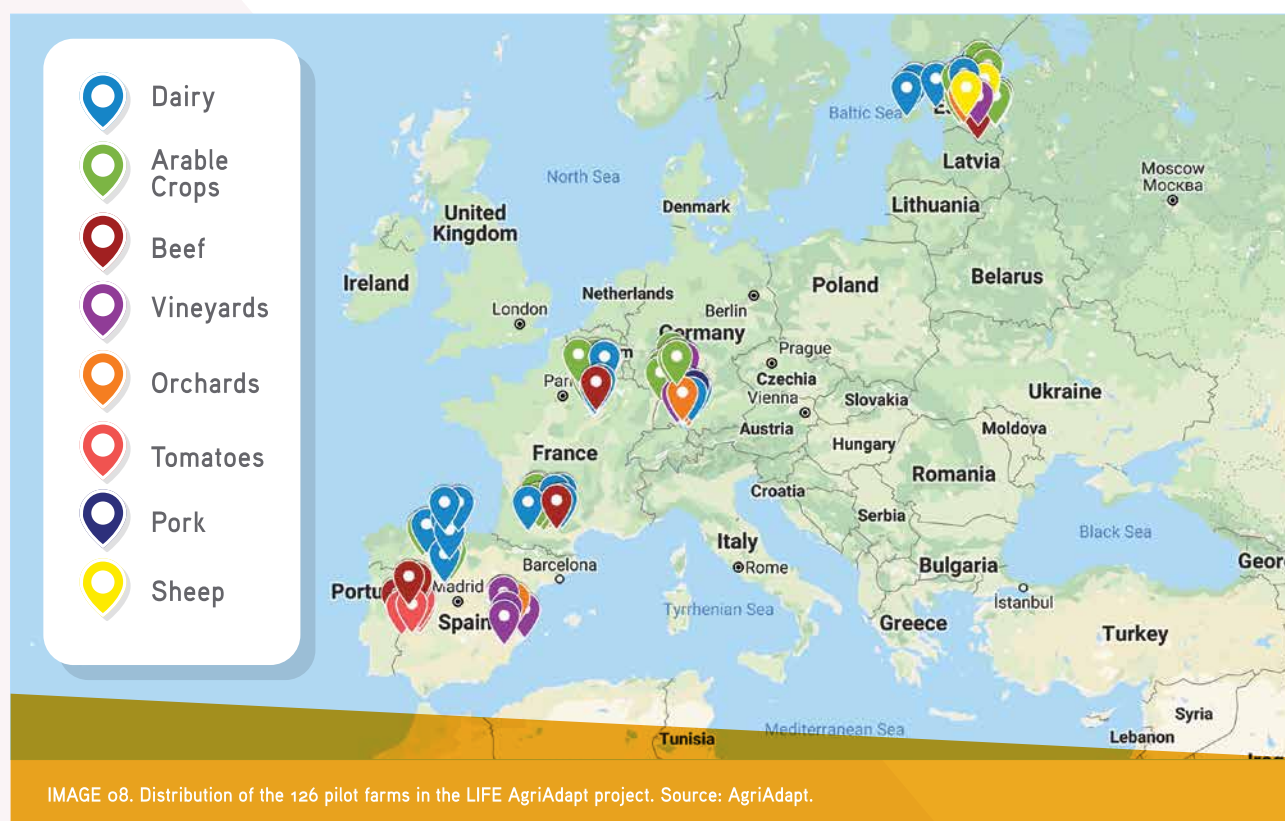 Dairy
Arable
Crops
Beef
Vineyards
Orchards
Tomatoes
Pork
Sheep
Baltic Sea
Latvia
Moscow
Москва
North Sea
Denmark
Lithuania
United
Kingdom
Belarus
Ireland
Netherlands
Berlin
Poland
London
Germany
Prague
Czechia
Ukraine
Vienna
Slovakia
Austria
Moldova
Hungary
France
Romania
Croatia
Serbia
Black Sea
Italy
Barcelona
Bulgaria
Rome
Madrid
Istanbul
Tyrrhenian Sea
Spain
Greece
Turkey
Syria
Mediterranean Sea
Tunisia
Lebanon
IMAGE 08. Distribution of the 126 pilot farms in the LIFE AgriAdapt project. Source: AgriAdapt.